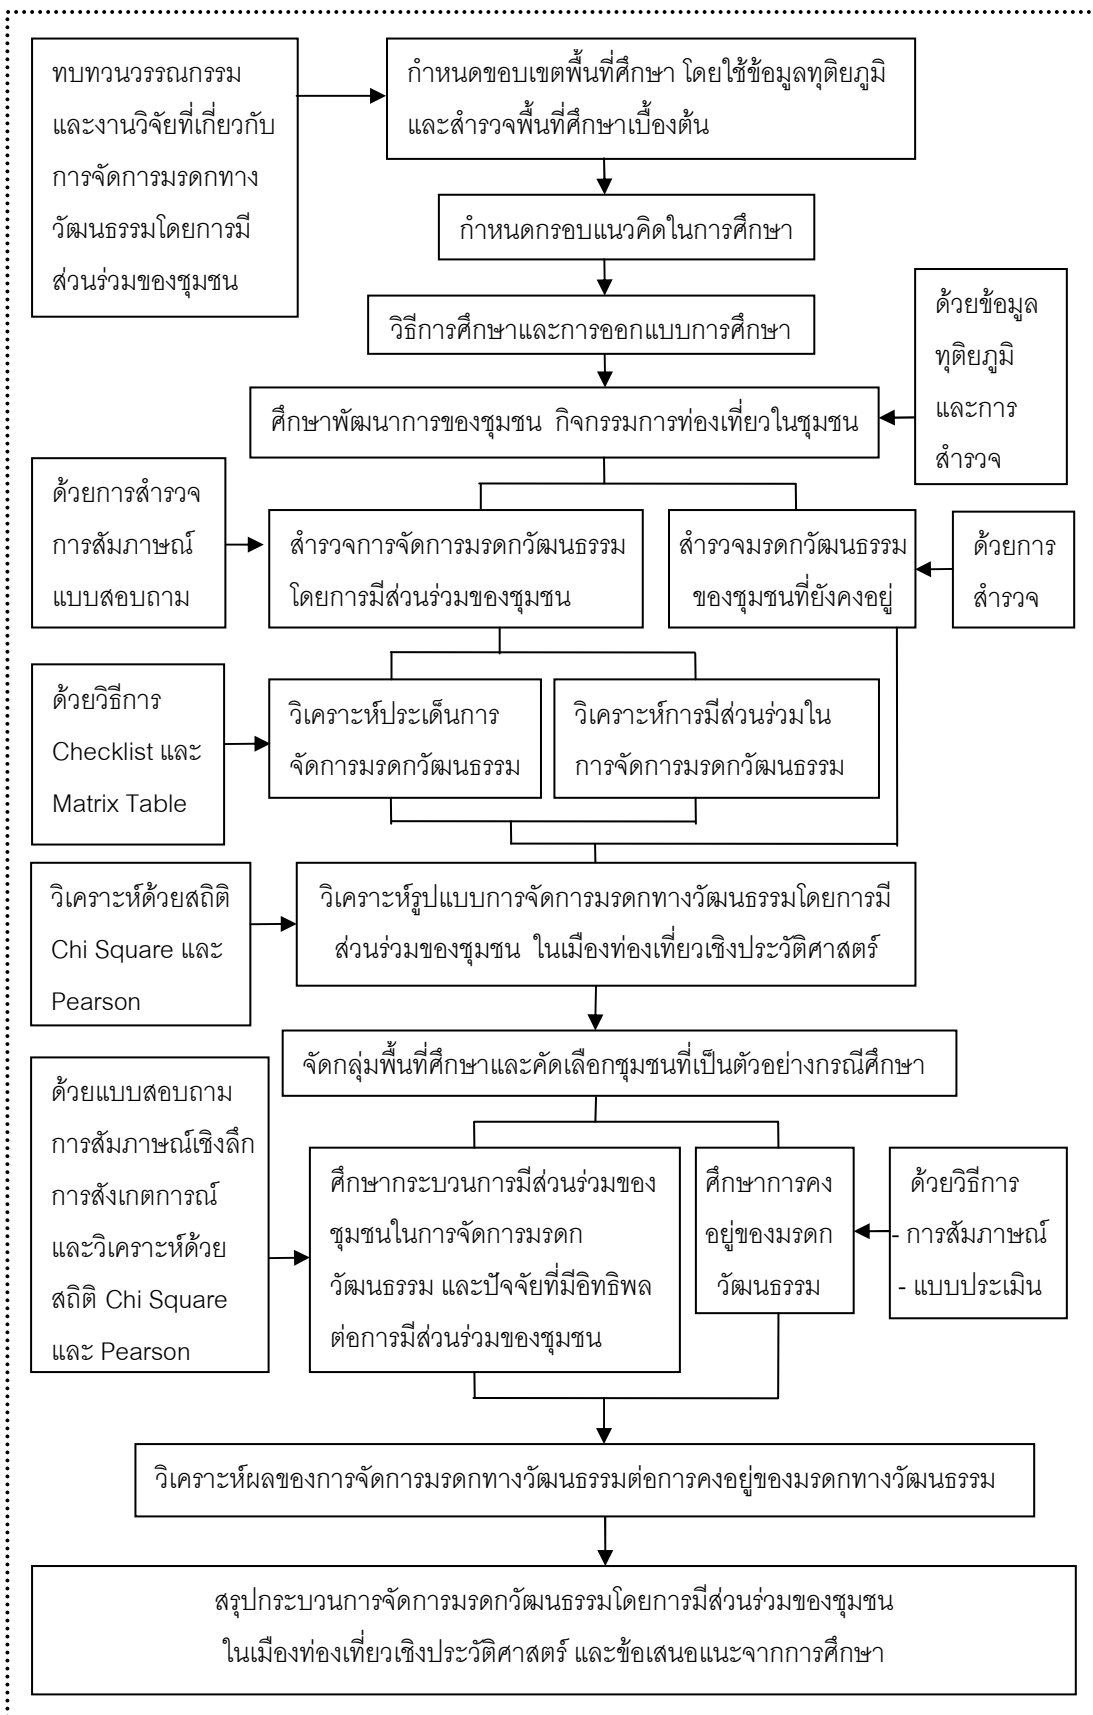 ทบทวนวรรณกรรม
และงานวิจัยที่เกี่ยวกับ
การจัดการมรดกทาง
วัฒนธรรมโดยการมี
ส่วนร่วมของชุมชน
กำหนดขอบเขตพื้นที่ศึกษา โดยใช้ข้อมูลทุติยภูมิ
และสำรวจพื้นที่ศึกษาเบื้องต้น
กำหนดกรอบแนวคิดในการศึกษา
วิธีการศึกษาและการออกแบบการศึกษา
ด้วยข้อมูล
ทุติยภูมิ
และการ
สำรวจ
ศึกษาพัฒนาการของชุมชน กิจกรรมการท่องเที่ยวในชุมชน
ด้วยการสำรวจ
การสัมภาษณ์
แบบสอบถาม
สำรวจการจัดการมรดกวัฒนธรรม
โดยการมีส่วนร่วมของชุมชน
สำรวจมรดกวัฒนธรรม
ของชุมชนที่ยังคงอยู่
ด้วยการ
สำรวจ
ด้วยวิธีการ
Checklist และ
Matrix Table
วิเคราะห์ประเด็นการ
จัดการมรดกวัฒนธรรม
วิเคราะห์การมีส่วนร่วมใน
การจัดการมรดกวัฒนธรรม
วิเคราะห์ด้วยสถิติ
Chi Square และ
Pearson
วิเคราะห์รูปแบบการจัดการมรดกทางวัฒนธรรมโดยการมี
ส่วนร่วมของชุมชน ในเมืองท่องเที่ยวเชิงประวัติศาสตร์
จัดกลุ่มพื้นที่ศึกษาและคัดเลือกชุมชนที่เป็นตัวอย่างกรณีศึกษา
ด้วยแบบสอบถาม
การสัมภาษณ์เชิงลึก
การสังเกตการณ์
และวิเคราะห์ด้วย
สถิติ Chi Square
และ Pearson
ศึกษากระบวนการมีส่วนร่วมของ
ชุมชนในการจัดการมรดก
วัฒนธรรม และปัจจัยที่มีอิทธิพล
ต่อการมีส่วนร่วมของชุมชน
ศึกษาการคง
อยู่ของมรดก
วัฒนธรรม
ด้วยวิธีการ
- การสัมภาษณ์
- แบบประเมิน
วิเคราะห์ผลของการจัดการมรดกทางวัฒนธรรมต่อการคงอยู่ของมรดกทางวัฒนธรรม
สรุปกระบวนการจัดการมรดกวัฒนธรรมโดยการมีส่วนร่วมของชุมชน
ในเมืองท่องเที่ยวเชิงประวัติศาสตร์ และข้อเสนอแนะจากการศึกษา